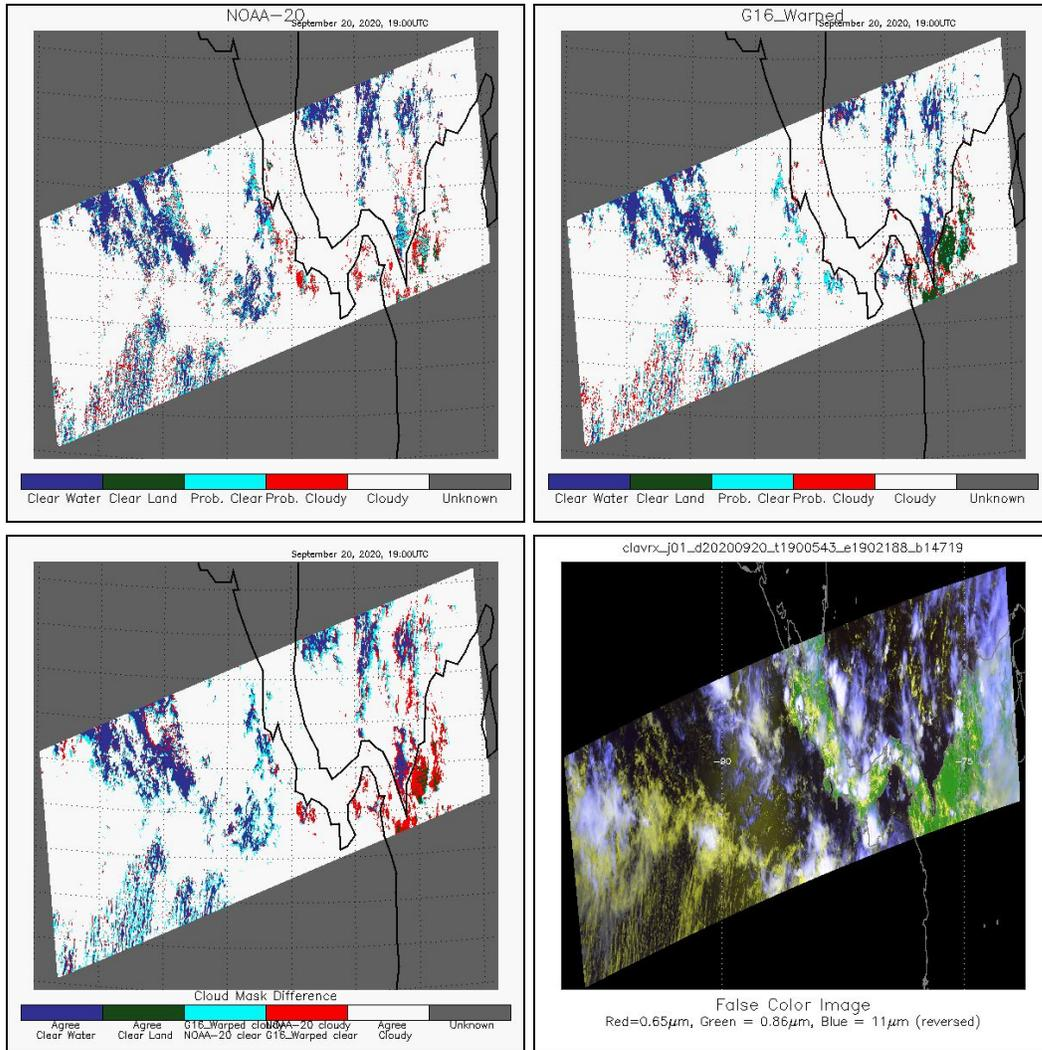 NOAA-20
September 20, 2020, 19:00UTC
Clear Water Clear Land Prob. Clear Prob. Cloudy Cloudy Unknown
G16_Warped
September 20, 2020, 19:00UTC
Clear Water Clear Land Prob. Clear Prob. Cloudy Cloudy Unknown
September 20, 2020, 19:00UTC
Cloud Mask Difference
Agree Clear Water
Agree Clear Land
G16_Warped cloudy NOAA-20 clear
NOAA-20 cloudy G16_Warped clear
Agree Cloudy
Unknown
clavrx_j01_d20200920_t1900543_e1902188_b14719
-90
-75
False Color Image
Red=0.65μm, Green = 0.86μm, Blue = 11μm (reversed)